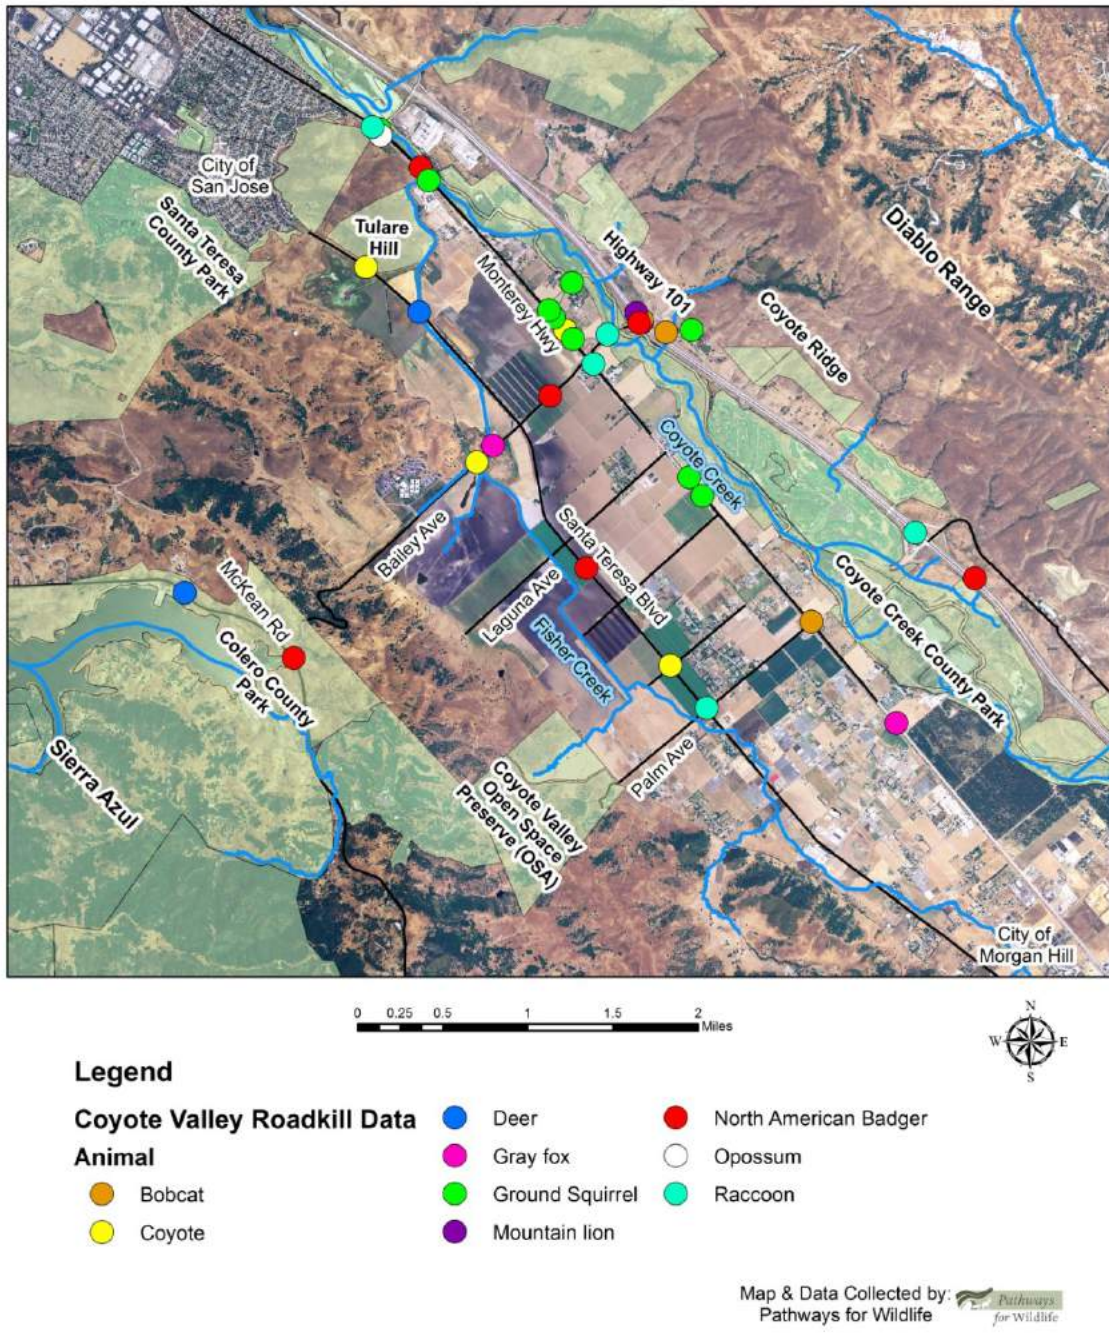 City of
San Jose
Santa Teresa
County Park
Tulare
Hill
Monterey Hwy
Highway 101
Diablo Range
Coyote Ridge
Coyote Creek
Bailey Ave
Laguna Ave
Santa Teresa Blvd
Fisher Creek
McKean Rd
Colero County
Park
Sierra Azul
Coyote Valley
Open Space
Preserve (OSA)
Palm Ave
Coyote Creek County Park
City of
Morgan Hill
0 0.25 0.5 1 1.5 2
Miles
N
W E
S
Legend
Coyote Valley Roadkill Data
Animal
Bobcat
Coyote
Deer
Gray fox
Ground Squirrel
Mountain lion
North American Badger
Opossum
Raccoon
Map & Data Collected by:
Pathways for Wildlife
Pathways
for Wildlife